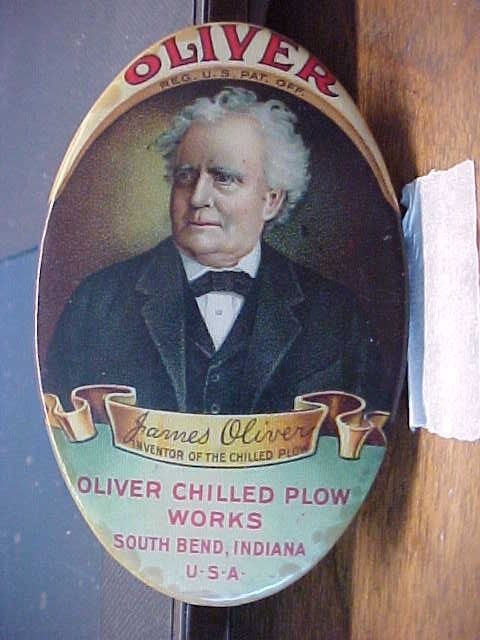 OLIVER
REG. U.S. PAT. OFF.
James Oliver
INVENTOR OF THE CHILLED PLOW
OLIVER CHILLED PLOW
WORKS
SOUTH BEND, INDIANA
U-S-A-